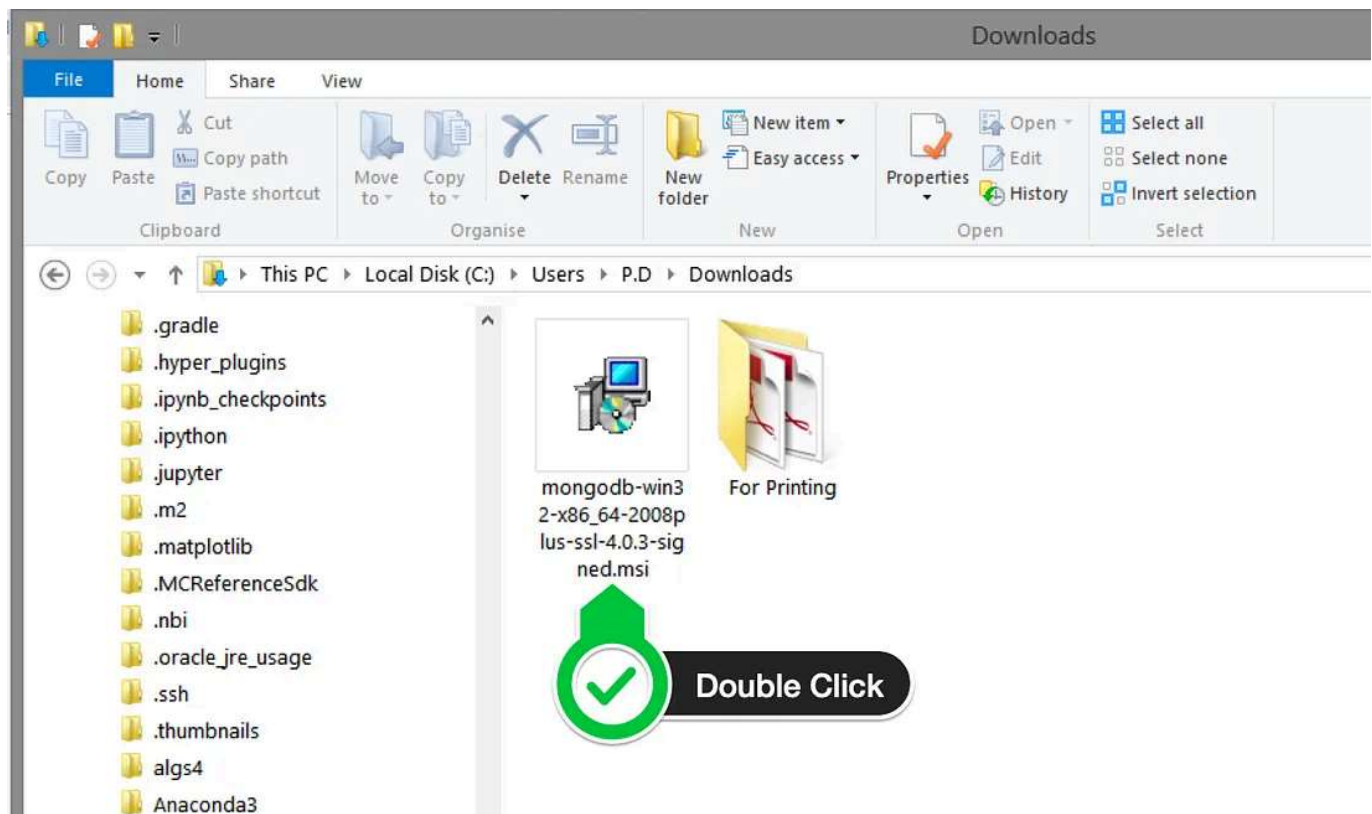 Downloads
File Home Share View
Copy
Paste
Cut
Copy path
Paste shortcut
Clipboard
Move
to
Copy
to
Delete
Rename
Organise
New
folder
New item
Easy access
New
Properties
Open
Edit
History
Open
Select all
Select none
Invert selection
Select
This PC Local Disk (C:) Users P.D Downloads
.gradle
.hyper_plugins
.ipynb_checkpoints
.ipython
.jupyter
.m2
.matplotlib
.MCReferenceSdk
.nbi
.oracle_jre_usage
.ssh
.thumbnails
algs4
Anaconda3
mongodb-win3
2-x86_64-2008p
lus-ssl-4.0.3-sig
ned.msi
For Printing
Double Click